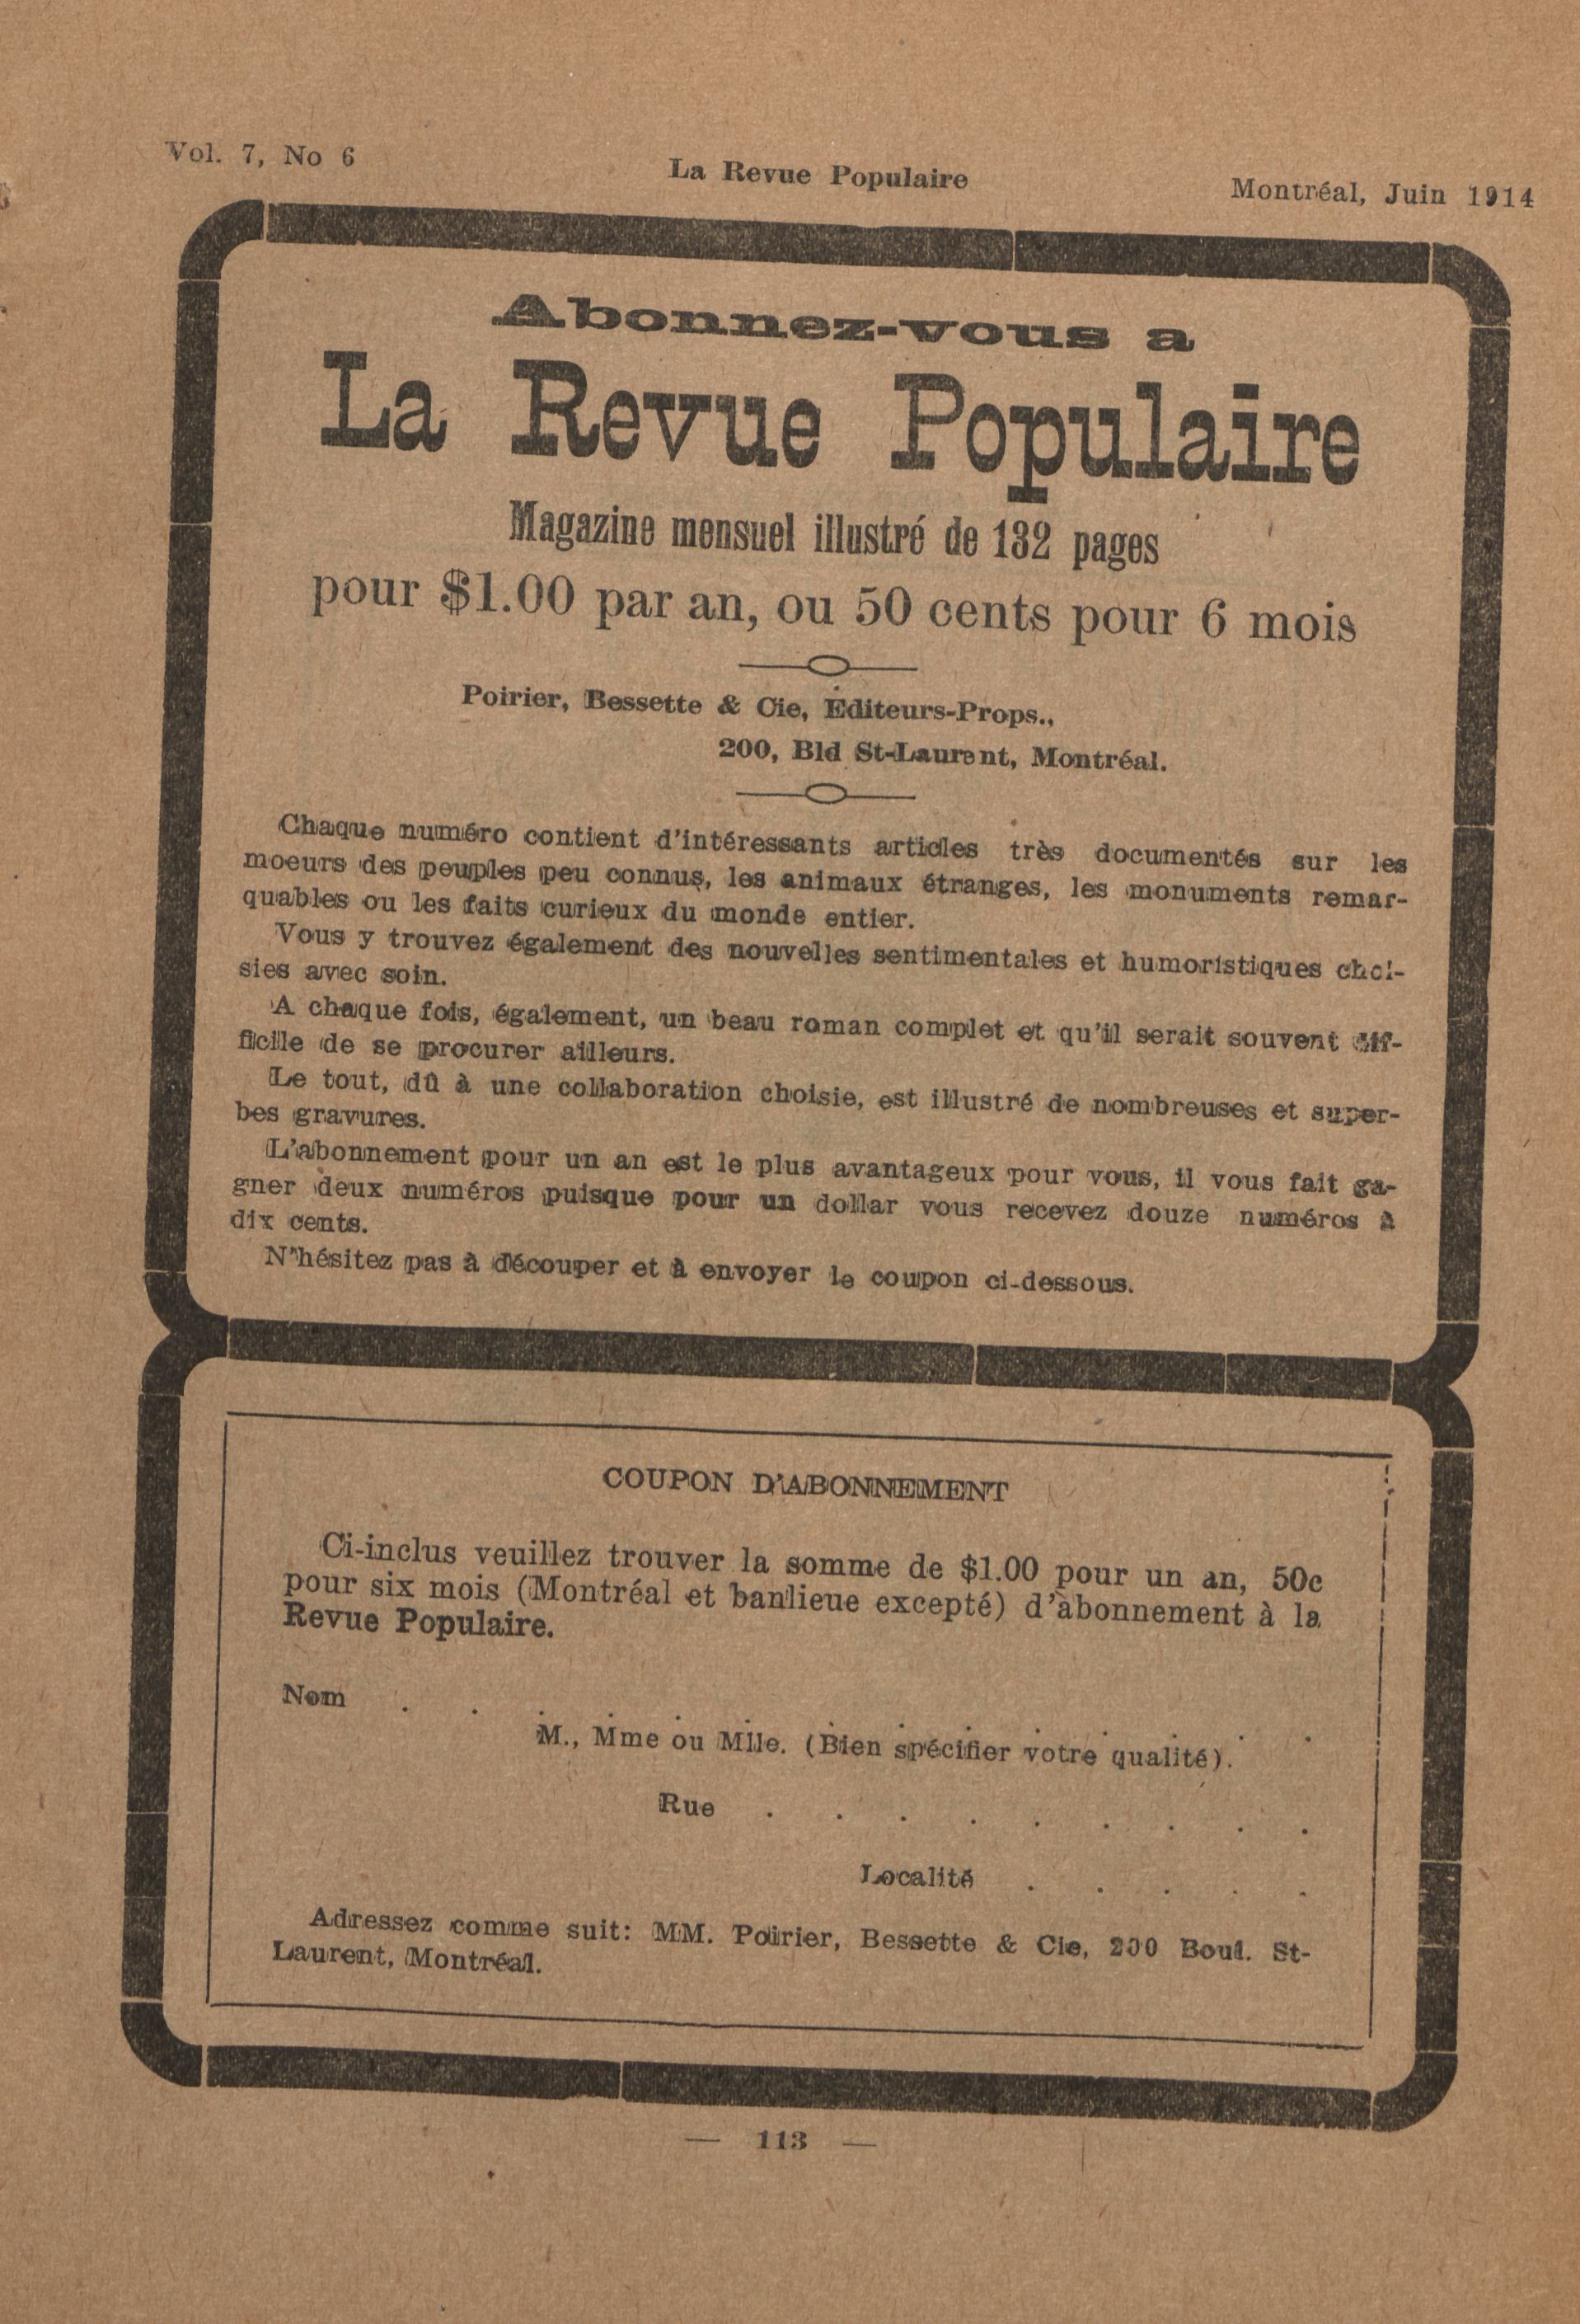 Vol. 7, No 6
La Revue Populaire
Montréal, Juin 1914
Abonnez-vous a
La Revue Populaire
Magazine mensuel illustré de 132 pages
pour $1.00 par an, ou 50 cents pour 6 mois
Poirier, Bessette & Cie, Éditeurs-Props.,
200, Bld St-Laurent, Montréal.
Chaque numéro contient d'intéressants articles très documentés sur les
moeurs des peuples peu connus, les animaux étranges, les monuments remar-
quables ou les faits curieux du monde entier.
Vous y trouvez également des nouvelles sentimentales et humoristiques choi-
sies avec soin.
A chaque fois, également, un beau roman complet et qu'il serait souvent dif-
ficile de se procurer ailleurs.
Le tout, dû à une collaboration choisie, est illustré de nombreuses et super-
bes gravures.
L'abonnement pour un an est le plus avantageux pour vous, il vous fait ga-
gner deux numéros puisque pour un dollar vous recevez douze numéros à
dix cents.
N'hésitez pas à découper et à envoyer le coupon ci-dessous.
COUPON D'ABONNEMENT
Ci-inclus veuillez trouver la somme de $1.00 pour un an, 50c
pour six mois (Montréal et banlieue excepté) d'abonnement à la
Revue Populaire.
Nom . . . . . . . . . . . .
M., Mme ou Mlle. (Bien spécifier votre qualité).
Rue . . . . . . . . .
Localité . . . . .
Adressez comme suit: MM. Poirier, Bessette & Cie, 200 Boul. St-
Laurent, Montréal.
— 113 —